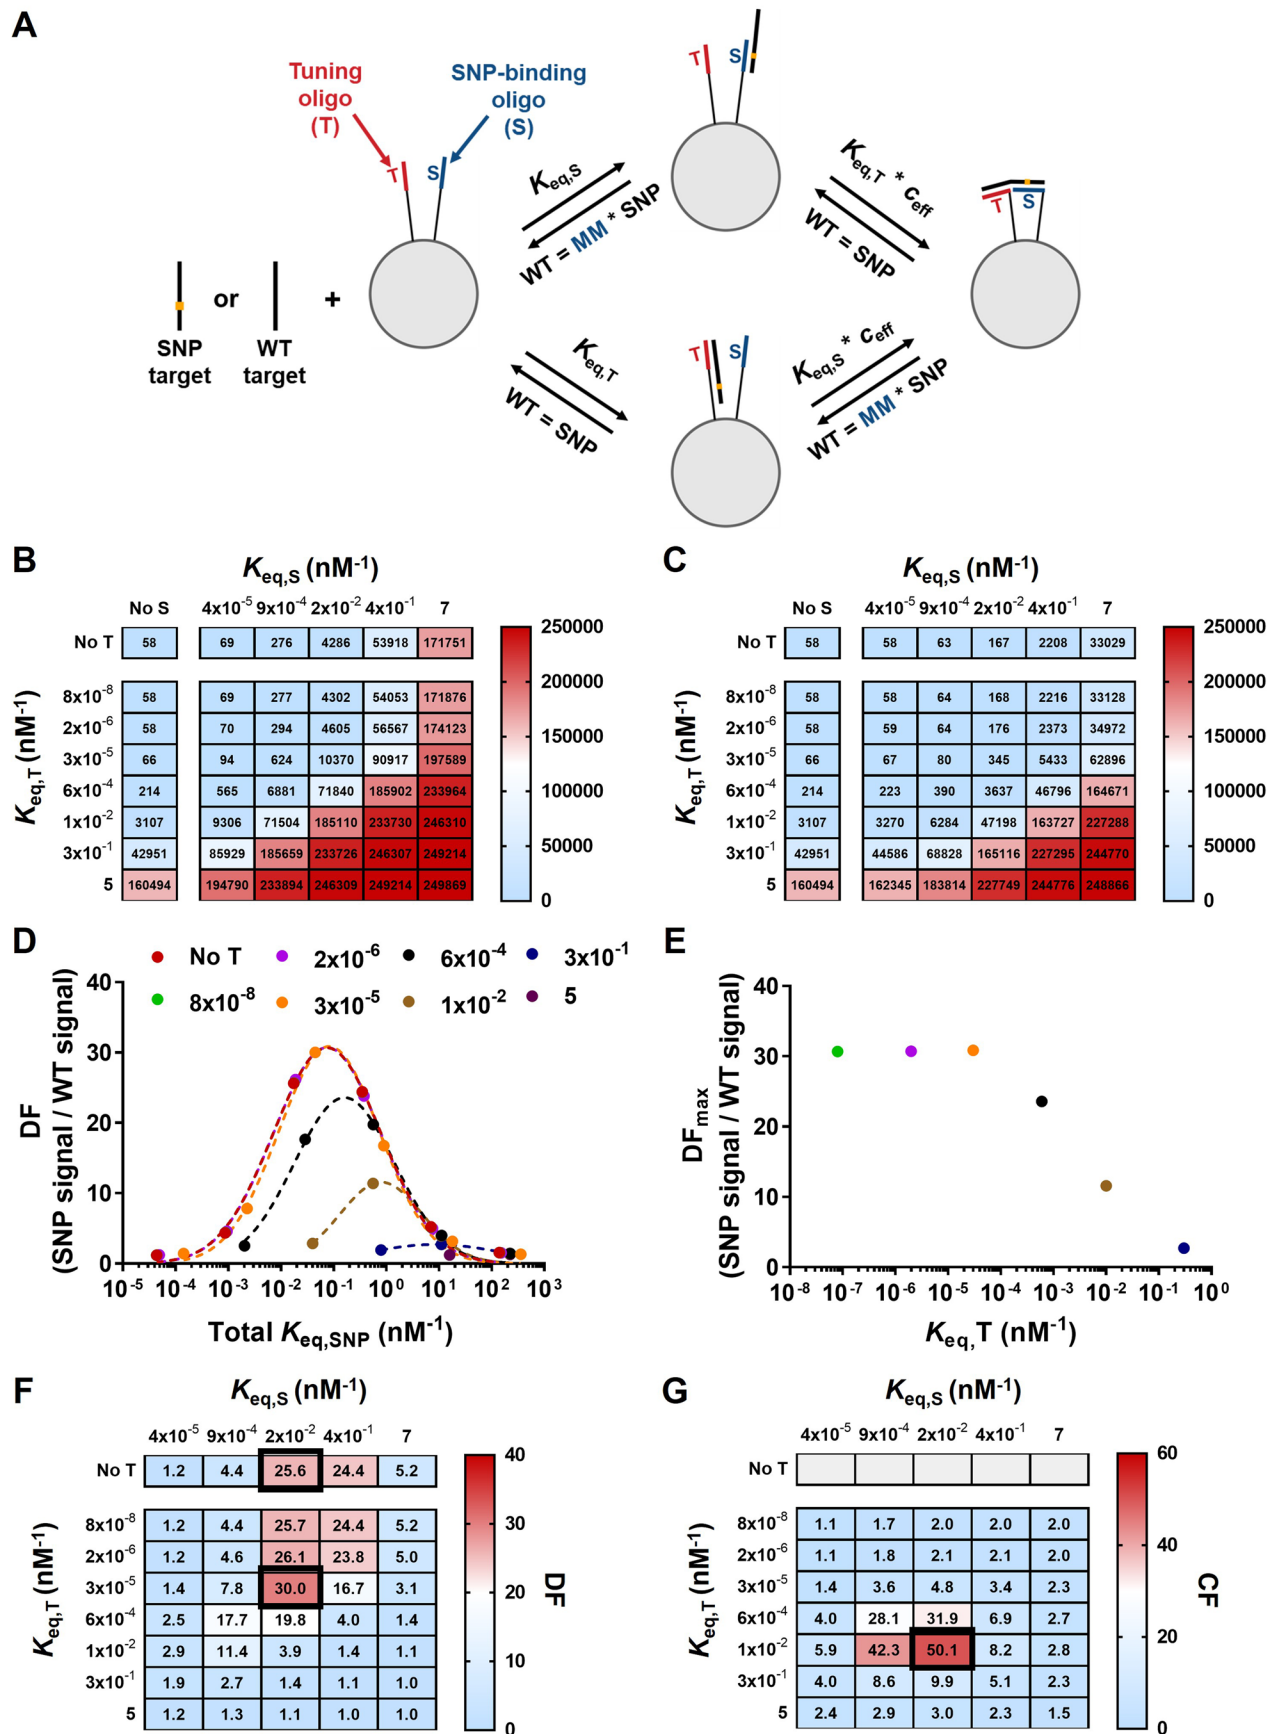 A
Tuning
oligo
(T)
SNP-binding
oligo
(S)
T
S
T
S
T
S
T
S
Keq,S
WT = MM * SNP
Keq,T * ceff
WT = SNP
Keq,T
WT = SNP
Keq,S * ceff
WT = MM * SNP
or
+
SNP
target
WT
target
B
Keq,S (nM-1)
No S 4x10-5 9x10-4 2x10-2 4x10-1 7
No T 58 69 276 4286 53918 171751
Keq,T (nM-1)
8x10-8 58 69 277 4302 54053 171876
2x10-6 58 70 294 4605 56567 174123
3x10-5 66 94 624 10370 90917 197589
6x10-4 214 565 6881 71840 185902 233964
1x10-2 3107 9306 71504 185110 233730 246310
3x10-1 42951 85929 185659 233726 246307 249214
5 160494 194790 233894 246309 249214 249869
250000
200000
150000
100000
50000
0
C
Keq,S (nM-1)
No S 4x10-5 9x10-4 2x10-2 4x10-1 7
No T 58 58 63 167 2208 33029
Keq,T (nM-1)
8x10-8 58 58 64 168 2216 33128
2x10-6 58 59 64 176 2373 34972
3x10-5 66 67 80 345 5433 62896
6x10-4 214 223 390 3637 46796 164671
1x10-2 3107 3270 6284 47198 163727 227288
3x10-1 42951 44586 68828 165116 227295 244770
5 160494 162345 183814 227749 244776 248866
250000
200000
150000
100000
50000
0
D
No T 2x10-6 6x10-4 3x10-1
8x10-8 3x10-5 1x10-2 5
DF
(SNP signal / WT signal)
40
30
20
10
0
10-5 10-4 10-3 10-2 10-1 100 101 102 103
Total Keq,SNP (nM-1)
E
DFmax
(SNP signal / WT signal)
40
30
20
10
0
10-8 10-7 10-6 10-5 10-4 10-3 10-2 10-1 100
Keq,T (nM-1)
F
Keq,S (nM-1)
4x10-5 9x10-4 2x10-2 4x10-1 7
No T 1.2 4.4 25.6 24.4 5.2
Keq,T (nM-1)
8x10-8 1.2 4.4 25.7 24.4 5.2
2x10-6 1.2 4.6 26.1 23.8 5.0
3x10-5 1.4 7.8 30.0 16.7 3.1
6x10-4 2.5 17.7 19.8 4.0 1.4
1x10-2 2.9 11.4 3.9 1.4 1.1
3x10-1 1.9 2.7 1.4 1.1 1.0
5 1.2 1.3 1.1 1.0 1.0
40
30
20
10
0
DF
G
Keq,S (nM-1)
4x10-5 9x10-4 2x10-2 4x10-1 7
No T
Keq,T (nM-1)
8x10-8 1.1 1.7 2.0 2.0 2.0
2x10-6 1.1 1.8 2.1 2.1 2.0
3x10-5 1.4 3.6 4.8 3.4 2.3
6x10-4 4.0 28.1 31.9 6.9 2.7
1x10-2 5.9 42.3 50.1 8.2 2.8
3x10-1 4.0 8.6 9.9 5.1 2.3
5 2.4 2.9 3.0 2.3 1.5
60
40
20
0
CF